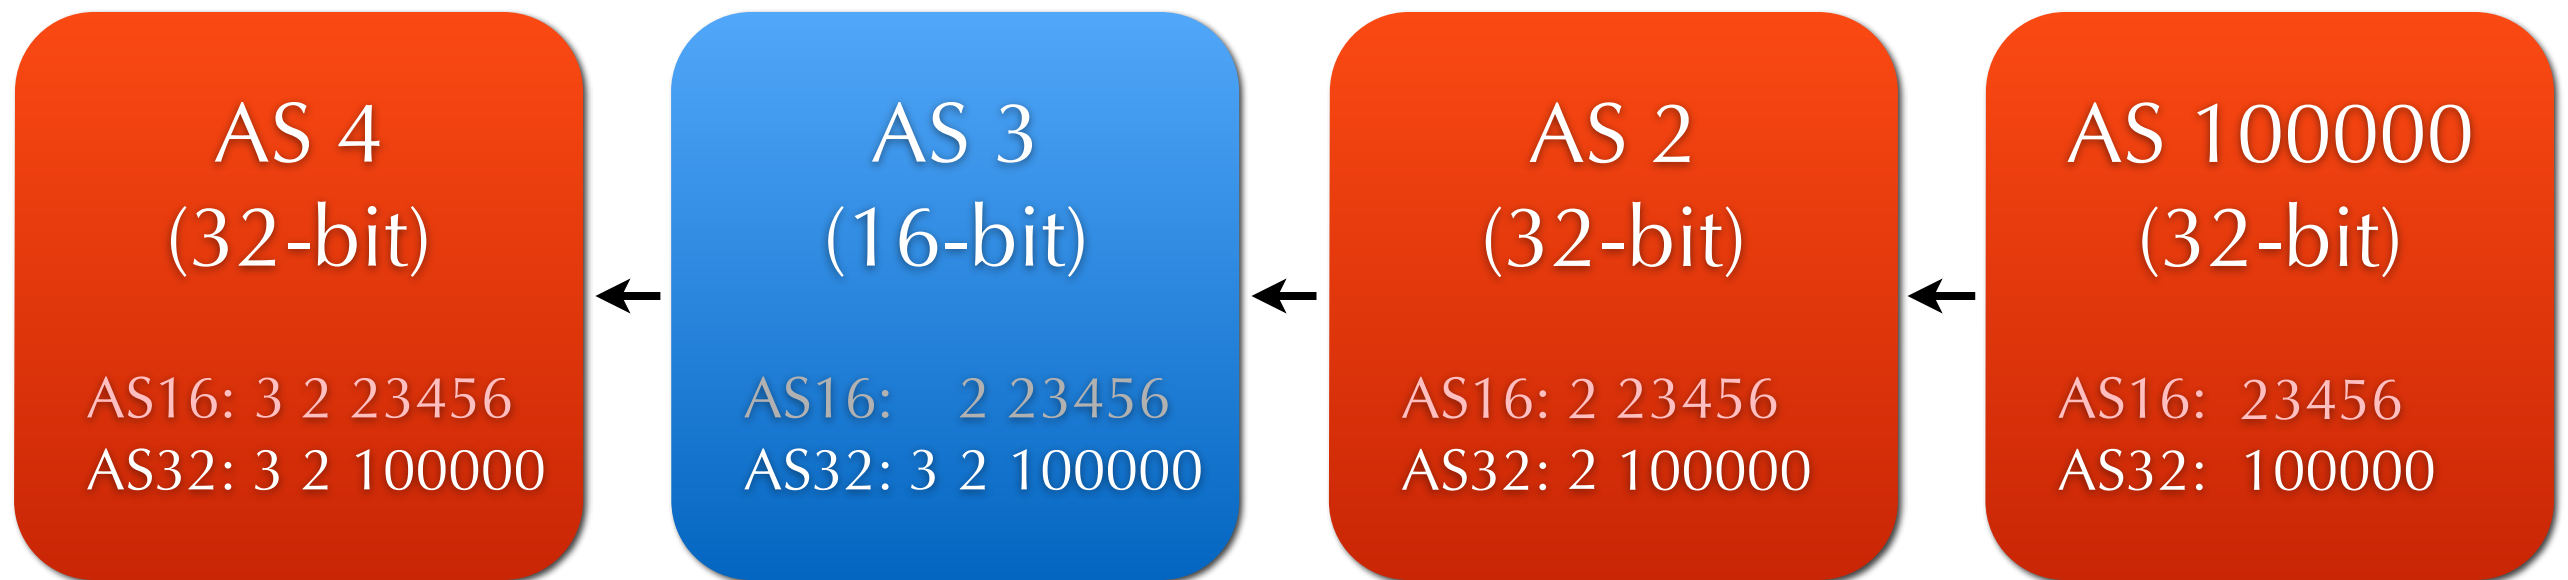 AS 4
(32-bit)
AS16: 3 2 23456
AS32: 3 2 100000
AS 3
(16-bit)
AS16: 2 23456
AS32: 3 2 100000
AS 2
(32-bit)
AS16: 2 23456
AS32: 2 100000
AS 100000
(32-bit)
AS16: 23456
AS32: 100000